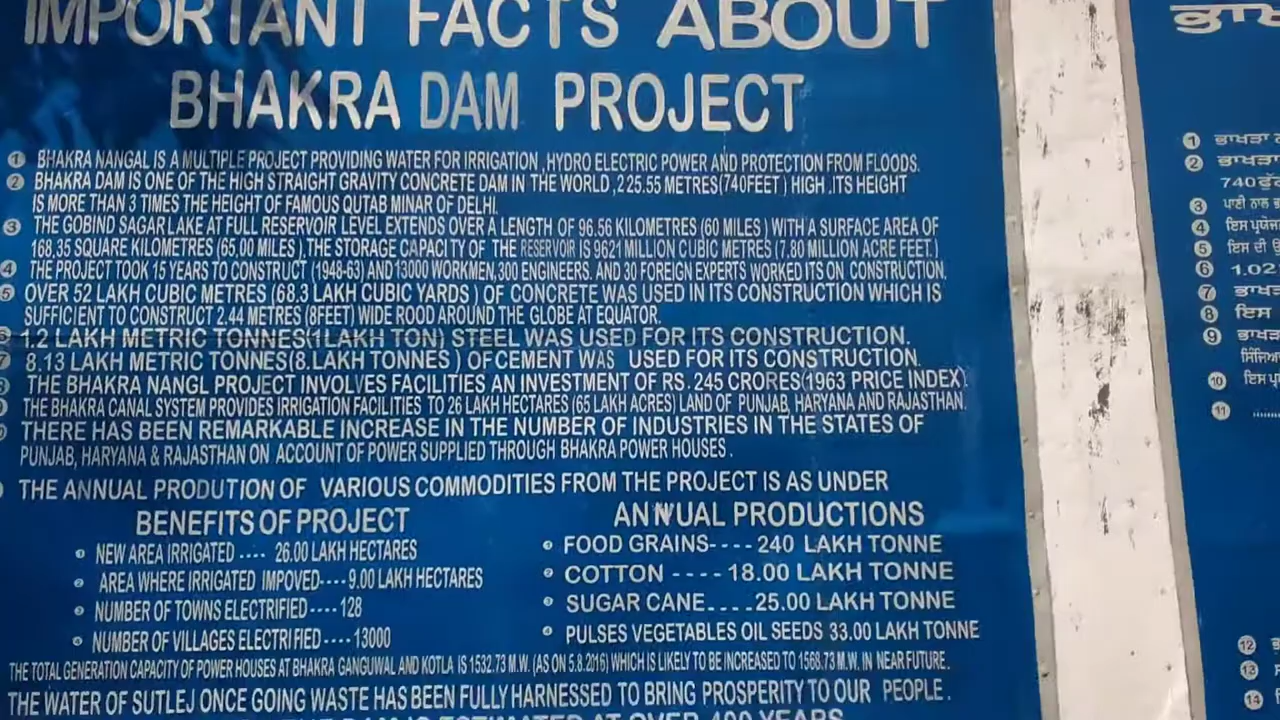 IMPORTANT FACTS ABOUT
BHAKRA DAM PROJECT
1 BHAKRA NANGAL IS A MULTIPLE PROJECT PROVIDING WATER FOR IRRIGATION ,HYDRO ELECTRIC POWER AND PROTECTION FROM FLOODS.
2 BHAKRA DAM IS ONE OF THE HIGH STRAIGHT GRAVITY CONCRETE DAM IN THE WORLD ,225.55 METRES(740FEET) HIGH .ITS HEIGHT
IS MORE THAN 3 TIMES THE HEIGHT OF FAMOUS QUTAB MINAR OF DELHI.
3 THE GOBIND SAGAR LAKE AT FULL RESERVOIR LEVEL EXTENDS OVER A LENGTH OF 96.56 KILOMETRES (60 MILES) WITH A SURFACE AREA OF
168,35 SQUARE KILOMETRES (65,00 MILES),THE STORAGE CAPACITY OF THE RESERVOIR IS 9621 MILLION CUBIC METRES (7.80 MILLION ACRE FEET.)
4 THE PROJECT TOOK 15 YEARS TO CONSTRUCT (1948-63) AND 13000 WORKMEN,300 ENGINEERS. AND 30 FOREIGN EXPERTS WORKED ITS ON CONSTRUCTION,
5 OVER 52 LAKH CUBIC METRES (68.3 LAKH CUBIC YARDS ) OF CONCRETE WAS USED IN ITS CONSTRUCTION WHICH IS
SUFFICIENT TO CONSTRUCT 2.44 METRES (8FEET) WIDE ROOD AROUND THE GLOBE AT EQUATOR.
1.2 LAKH METRIC TONNES(1LAKH TON) STEEL WAS USED FOR ITS CONSTRUCTION.
8.13 LAKH METRIC TONNES(8.LAKH TONNES ) OF CEMENT WAS USED FOR ITS CONSTRUCTION.
THE BHAKRA NANGL PROJECT INVOLVES FACILITIES AN INVESTMENT OF RS. 245 CRORES(1963 PRICE INDEX)
THE BHAKRA CANAL SYSTEM PROVIDES IRRIGATION FACILITIES TO 26 LAKH HECTARES (65 LAKH ACRES) LAND OF PUNJAB, HARYANA AND RAJASTHAN.
THERE HAS BEEN REMARKABLE INCREASE IN THE NUMBER OF INDUSTRIES IN THE STATES OF
PUNJAB, HARYANA & RAJASTHAN ON ACCOUNT OF POWER SUPPLIED THROUGH BHAKRA POWER HOUSES .
THE ANNUAL PRODUTION OF VARIOUS COMMODITIES FROM THE PROJECT IS AS UNDER
BENEFITS OF PROJECT
1 NEW AREA IRRIGATED ---- 26.00 LAKH HECTARES
2 AREA WHERE IRRIGATED IMPOVED----9.00 LAKH HECTARES
3 NUMBER OF TOWNS ELECTRIFIED----128
4 NUMBER OF VILLAGES ELECTRIFIED----13000
ANNUAL PRODUCTIONS
1 FOOD GRAINS----240 LAKH TONNE
2 COTTON ----18.00 LAKH TONNE
3 SUGAR CANE....25.00 LAKH TONNE
4 PULSES VEGETABLES OIL SEEDS 33.00 LAKH TONNE
THE TOTAL GENERATION CAPACITY OF POWER HOUSES AT BHAKRA GANGUWAL AND KOTLA IS 1532.73 M.W. (AS ON 5.8.2016) WHICH IS LIKELY TO BE INCREASED TO 1568.73 M.W. IN NEAR FUTURE.
THE WATER OF SUTLEJ ONCE GOING WASTE HAS BEEN FULLY HARNESSED TO BRING PROSPERITY TO OUR PEOPLE .
THE DAM IS ESTIMATED AT OVER 400 YEARS
1 ਭਾਖੜਾ
2 ਭਾਖੜਾ
740ਫੁੱਟ
3 ਪਾਣੀ ਨਾਲ
4 ਇਸ
5 ਇਸ ਦੀ
6 1.02
7
8 ਇਸ
9
10 ਇਸ
11 ......
12
13
14